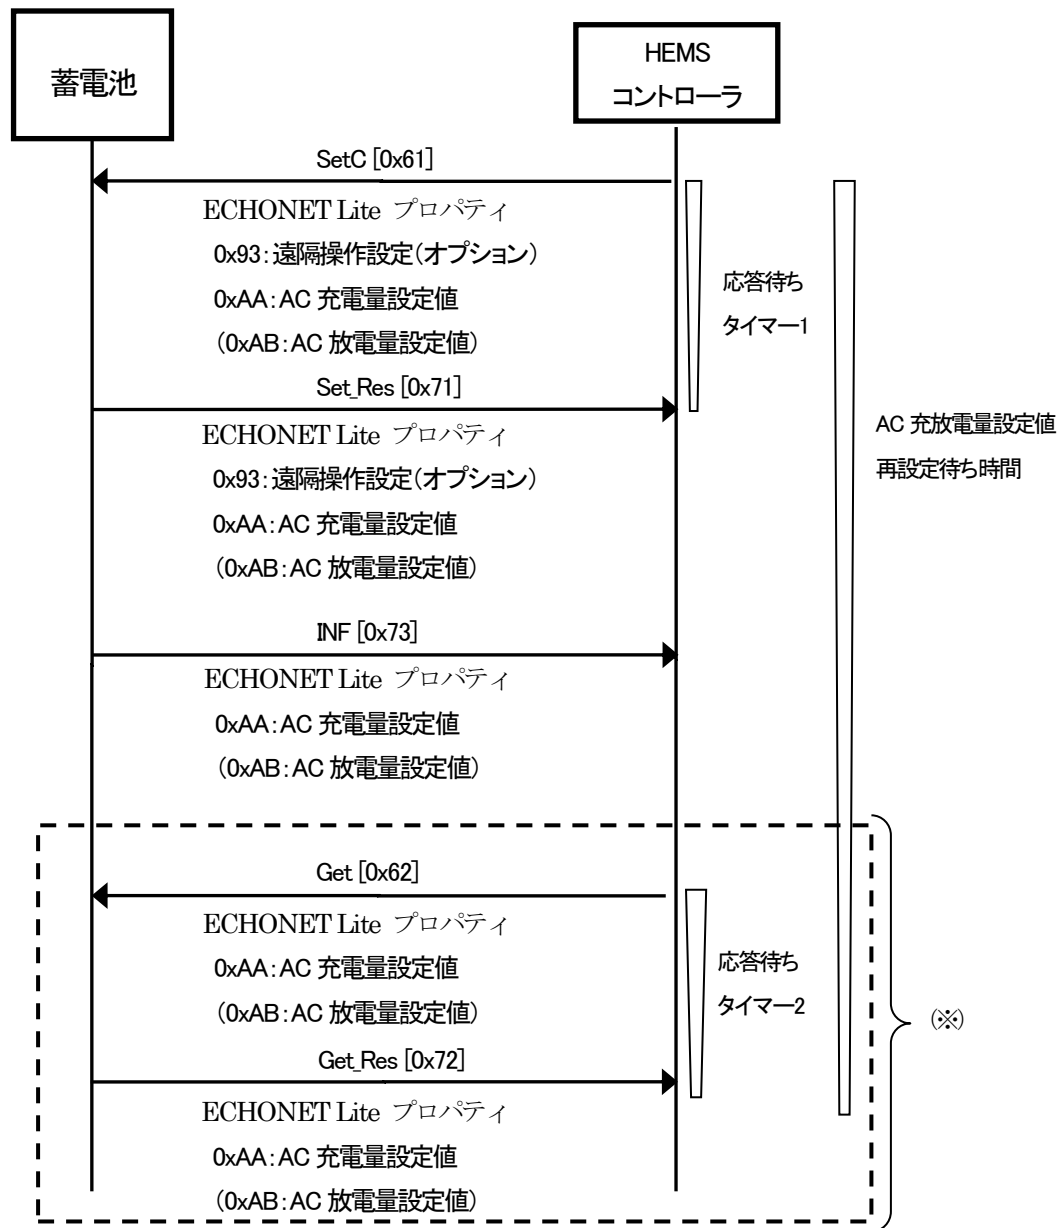 蓄電池
HEMS
コントローラ
SetC [0x61]
ECHONET Lite プロパティ
0x93：遠隔操作設定（オプション）
0xAA：AC 充電量設定値
（0xAB：AC 放電量設定値）
応答待ち
タイマー1
Set_Res [0x71]
ECHONET Lite プロパティ
0x93：遠隔操作設定（オプション）
0xAA：AC 充電量設定値
（0xAB：AC 放電量設定値）
AC 充放電量設定値
再設定待ち時間
INF [0x73]
ECHONET Lite プロパティ
0xAA：AC 充電量設定値
（0xAB：AC 放電量設定値）
Get [0x62]
ECHONET Lite プロパティ
0xAA：AC 充電量設定値
（0xAB：AC 放電量設定値）
応答待ち
タイマー2
(※)
Get_Res [0x72]
ECHONET Lite プロパティ
0xAA：AC 充電量設定値
（0xAB：AC 放電量設定値）